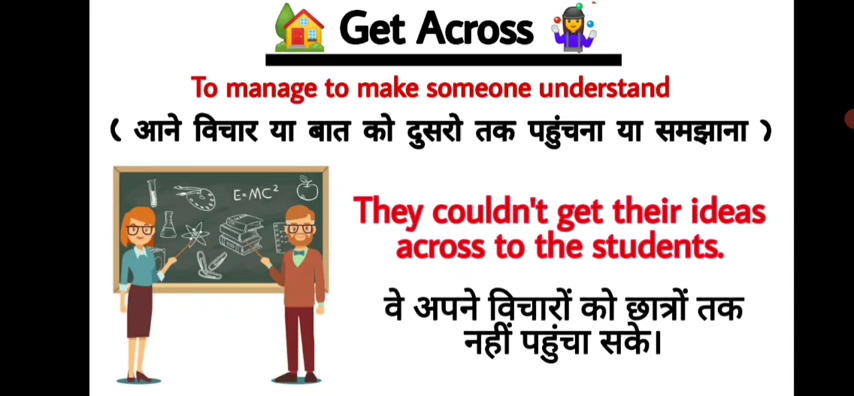 Get Across
To manage to make someone understand
( आने विचार या बात को दुसरो तक पहुंचना या समझाना )
E=MC²
They couldn't get their ideas
across to the students.
वे अपने विचारों को छात्रों तक
नहीं पहुंचा सके।